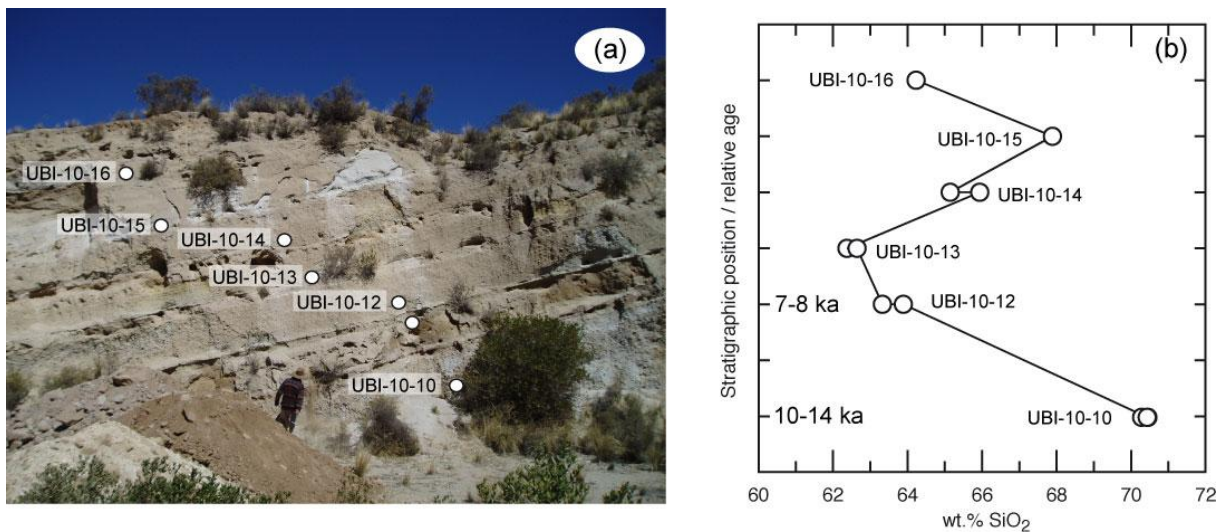 (a)
UBI-10-16
UBI-10-15
UBI-10-14
UBI-10-13
UBI-10-12
UBI-10-10
(b)
Stratigraphic position / relative age
UBI-10-16
UBI-10-15
UBI-10-14
UBI-10-13
7-8 ka
UBI-10-12
10-14 ka
UBI-10-10
60 62 64 66 68 70 72
wt.% SiO₂